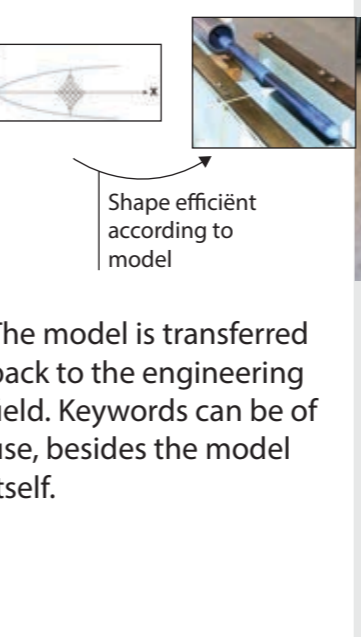 x
Shape efficiënt
according to
model
The model is transferred
back to the engineering
field. Keywords can be of
use, besides the model
itself.